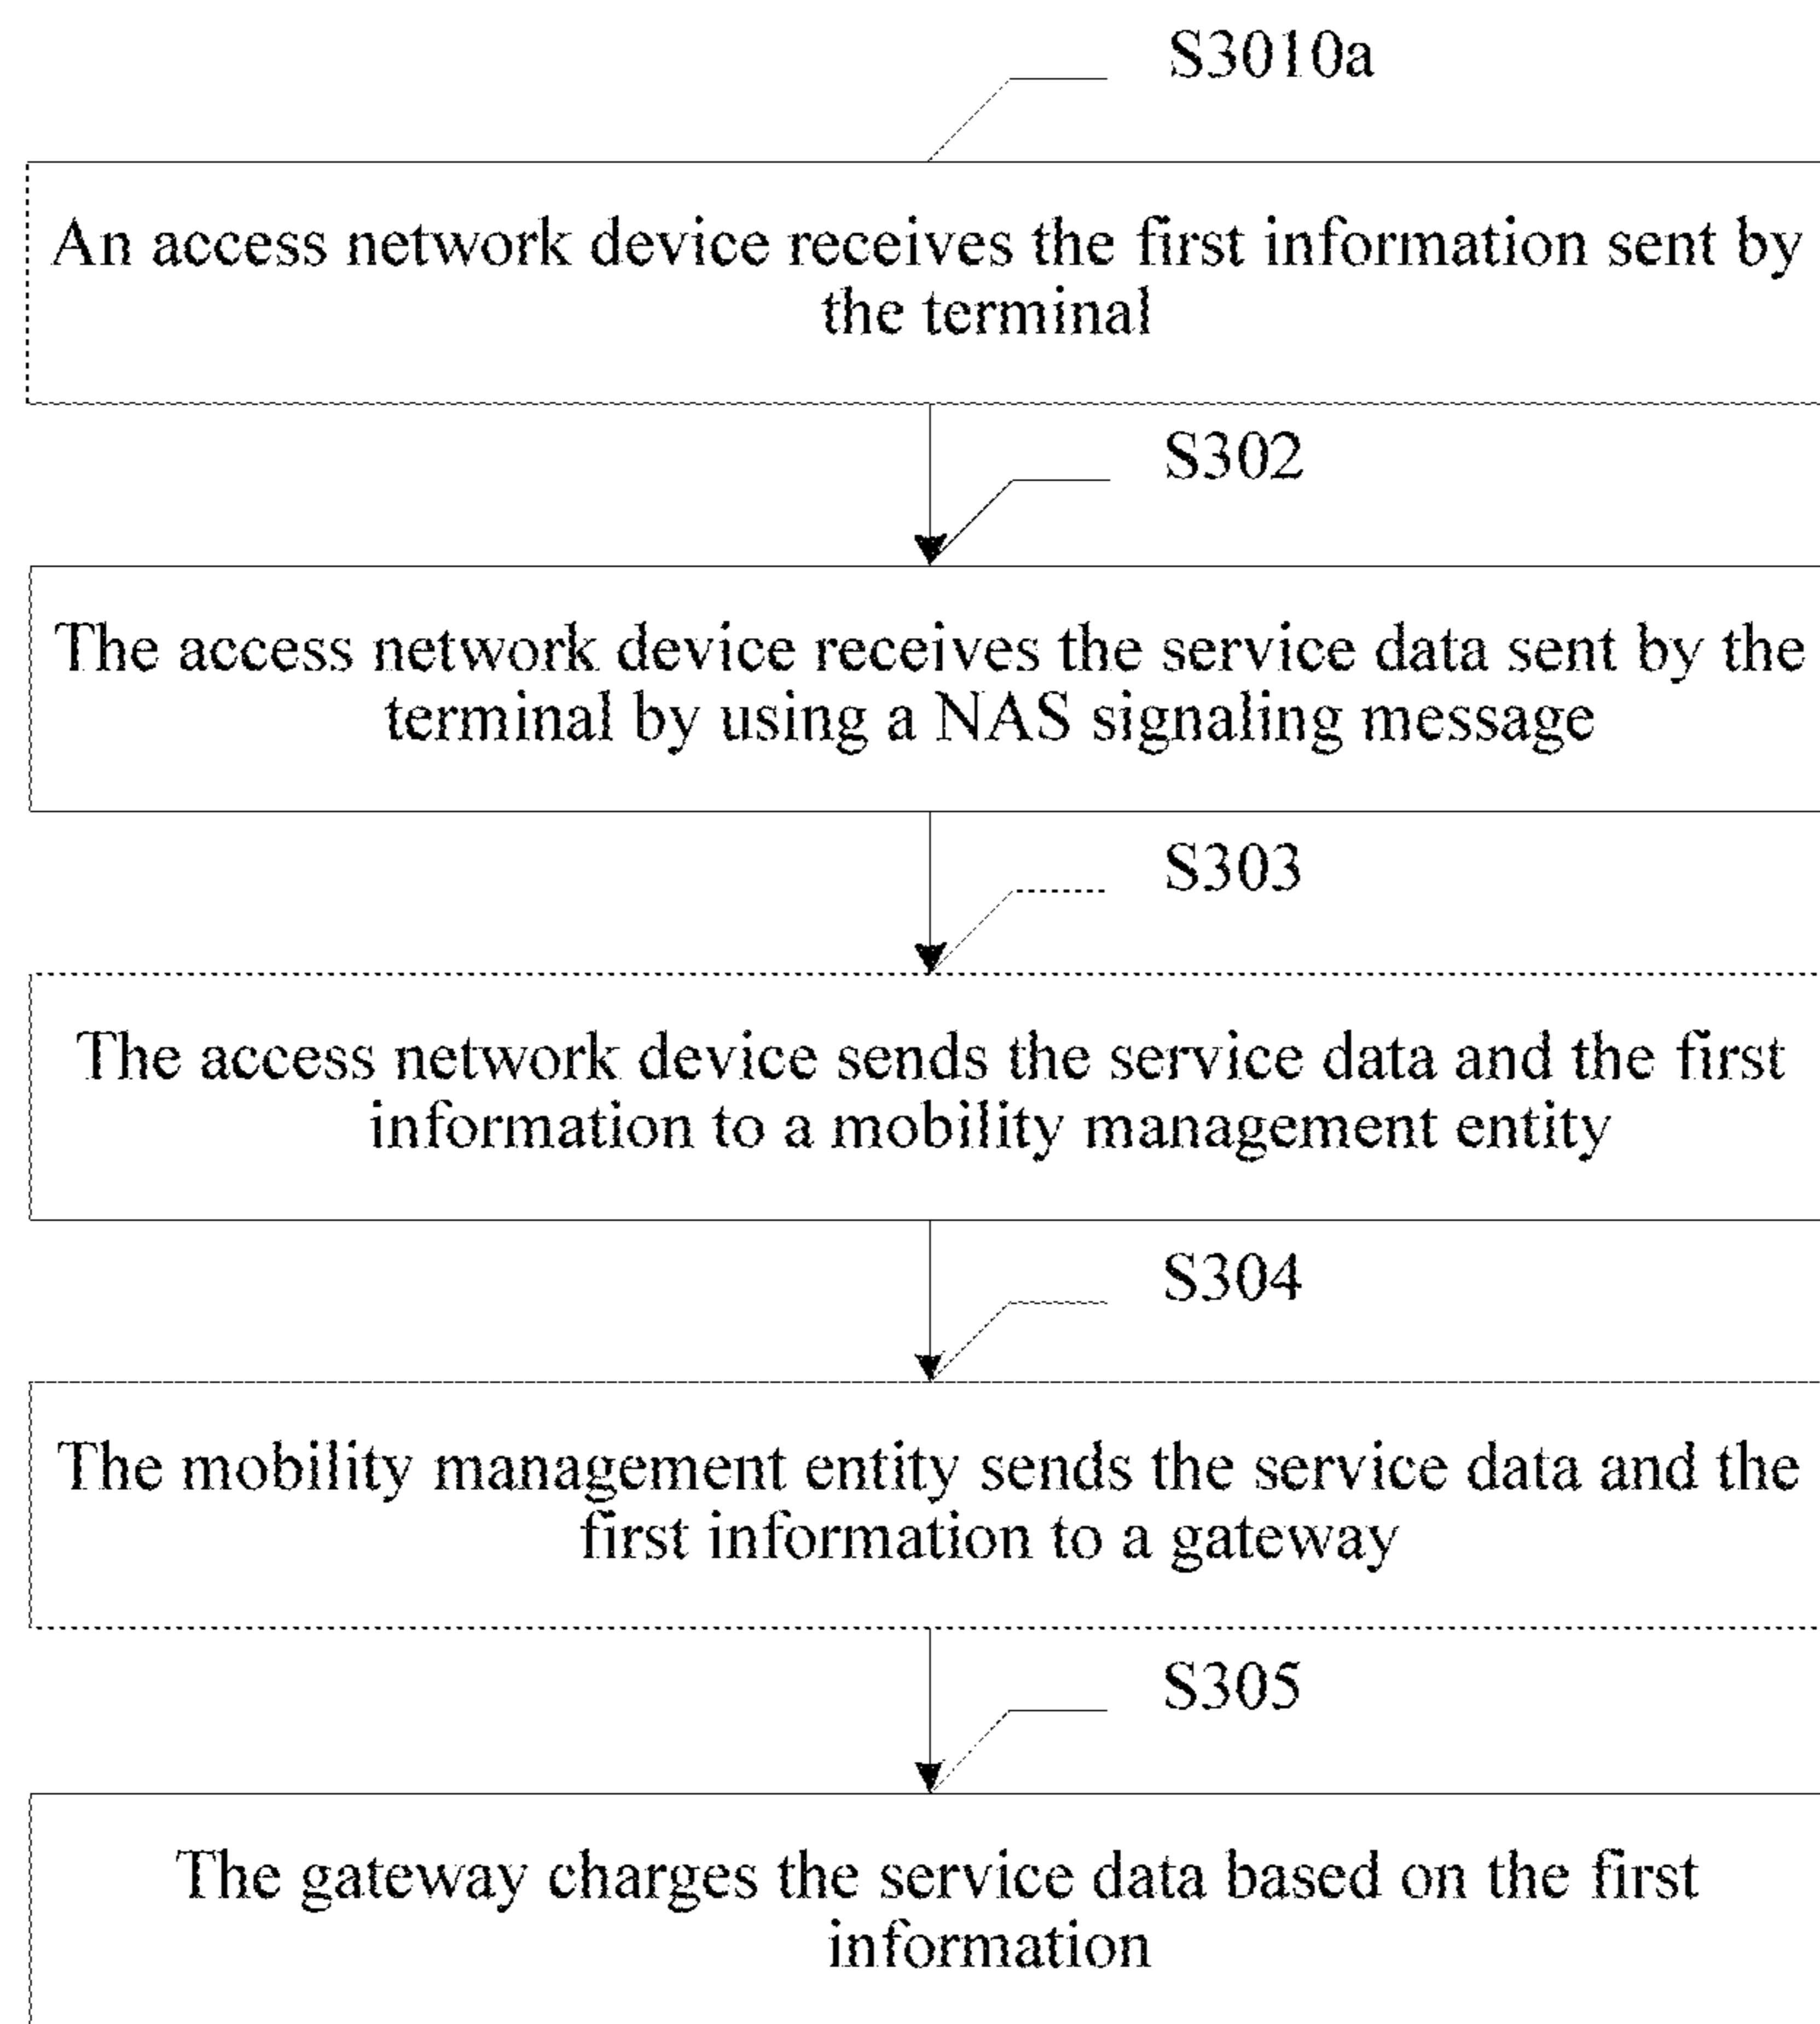 S3010a
An access network device receives the first information sent by
the terminal
S302
The access network device receives the service data sent by the
terminal by using a NAS signaling message
S303
The access network device sends the service data and the first
information to a mobility management entity
S304
The mobility management entity sends the service data and the
first information to a gateway
S305
The gateway charges the service data based on the first
information